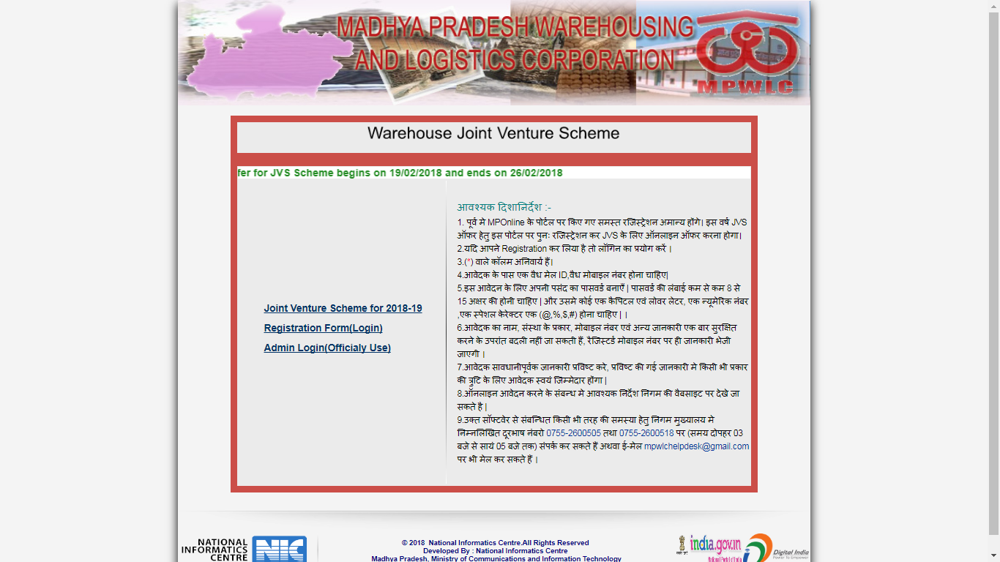 MADHYA PRADESH WAREHOUSING
AND LOGISTICS CORPORATION
MPWLC
Warehouse Joint Venture Scheme
fer for JVS Scheme begins on 19/02/2018 and ends on 26/02/2018
Joint Venture Scheme for 2018-19
Registration Form(Login)
Admin Login(Officialy Use)
आवश्यक दिशानिर्देश :-
1. पूर्व मे MPOnline के पोर्टल पर किए गए समस्त रजिस्ट्रेशन अमान्य होंगे। इस वर्ष JVS
ऑफर हेतु इस पोर्टल पर पुनः रजिस्ट्रेशन कर JVS के लिए ऑनलाइन ऑफर करना होगा।
2.यदि आपने Registration कर लिया है तो लॉगिन का प्रयोग करें ।
3.(*) वाले कॉलम अनिवार्य हैं।
4.आवेदक के पास एक वैध मेल ID,वैध मोबाइल नंबर होना चाहिए|
5.इस आवेदन के लिए अपनी पसंद का पासवर्ड बनाएँ | पासवर्ड की लंबाई कम से कम 8 से
15 अक्षर की होनी चाहिए | और उसमे कोई एक कैपिटल एवं लोवर लेटर, एक न्यूमेरिक नंबर
,एक स्पेशल केरेक्टर एक (@,%,$,#) होना चाहिए | ।
6.आवेदक का नाम, संस्था के प्रकार, मोबाइल नंबर एवं अन्य जानकारी एक बार सुरक्षित
करने के उपरांत बदली नहीं जा सकती हैं, रैजिस्टर्ड मोबाइल नंबर पर ही जानकारी भेजी
जाएगी ।
7.आवेदक सावधानीपूर्वक जानकारी प्रविष्ट करे, प्रविष्ट की गई जानकारी मे किसी भी प्रकार
की त्रुटि के लिए आवेदक स्वयं जिम्मेदार होंगा |
8.ऑनलाइन आवेदन करने के संबन्ध मे आवश्यक निर्देश निगम की वैबसाइट पर देखे जा
सकते है |
9.उक्त सॉफ्टवेर से संबन्धित किसी भी तरह की समस्या हेतु निगम मुख्यालय मे
निम्नलिखित दूरभाष नंबरो 0755-2600505 तथा 0755-2600518 पर (समय दोपहर 03
बजे से सायं 05 बजे तक) संपर्क कर सकते हैं अथवा ई-मेल mpwlchelpdesk@gmail.com
पर भी मेल कर सकते हैं ।
NATIONAL
INFORMATICS
CENTRE
NIC
© 2018 National Informatics Centre.All Rights Reserved
Developed By : National Informatics Centre
Madhya Pradesh, Ministry of Communications and Information Technology
india.gov.in
National Portal of India
Digital India
Power To Empower